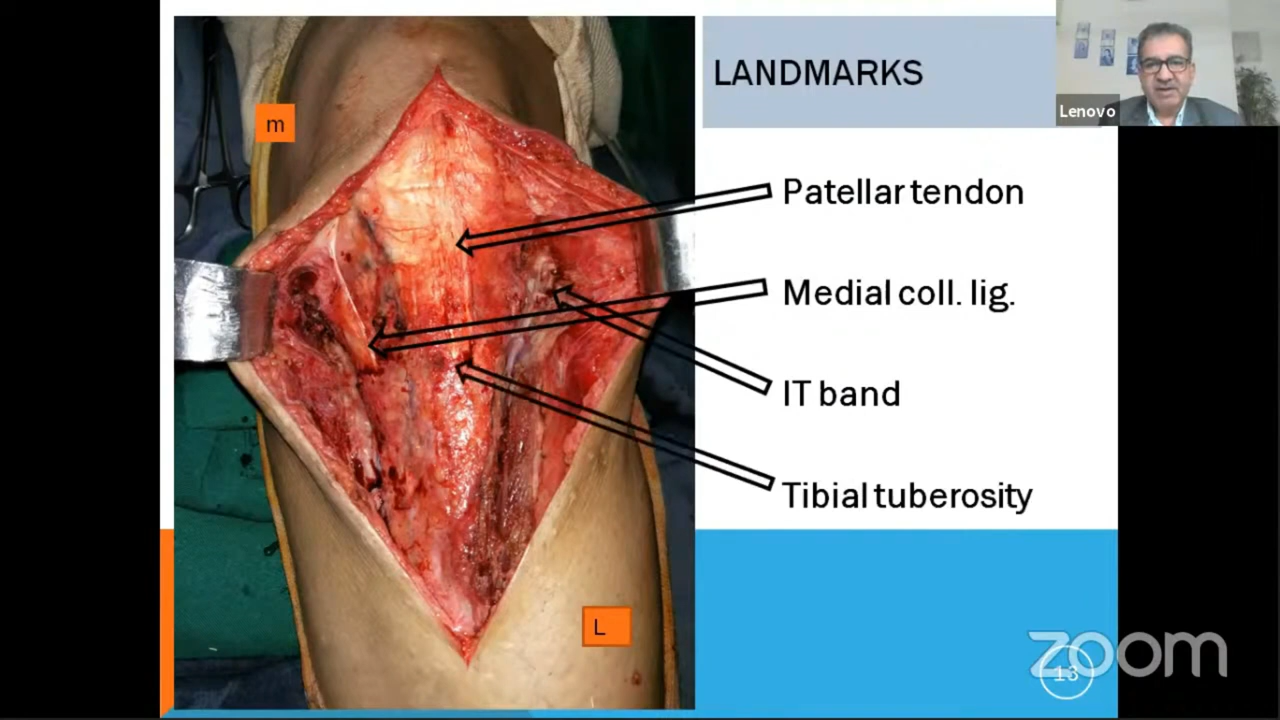 LANDMARKS
Lenovo
m
Patellar tendon
Medial coll. lig.
IT band
Tibial tuberosity
L
zoom
13